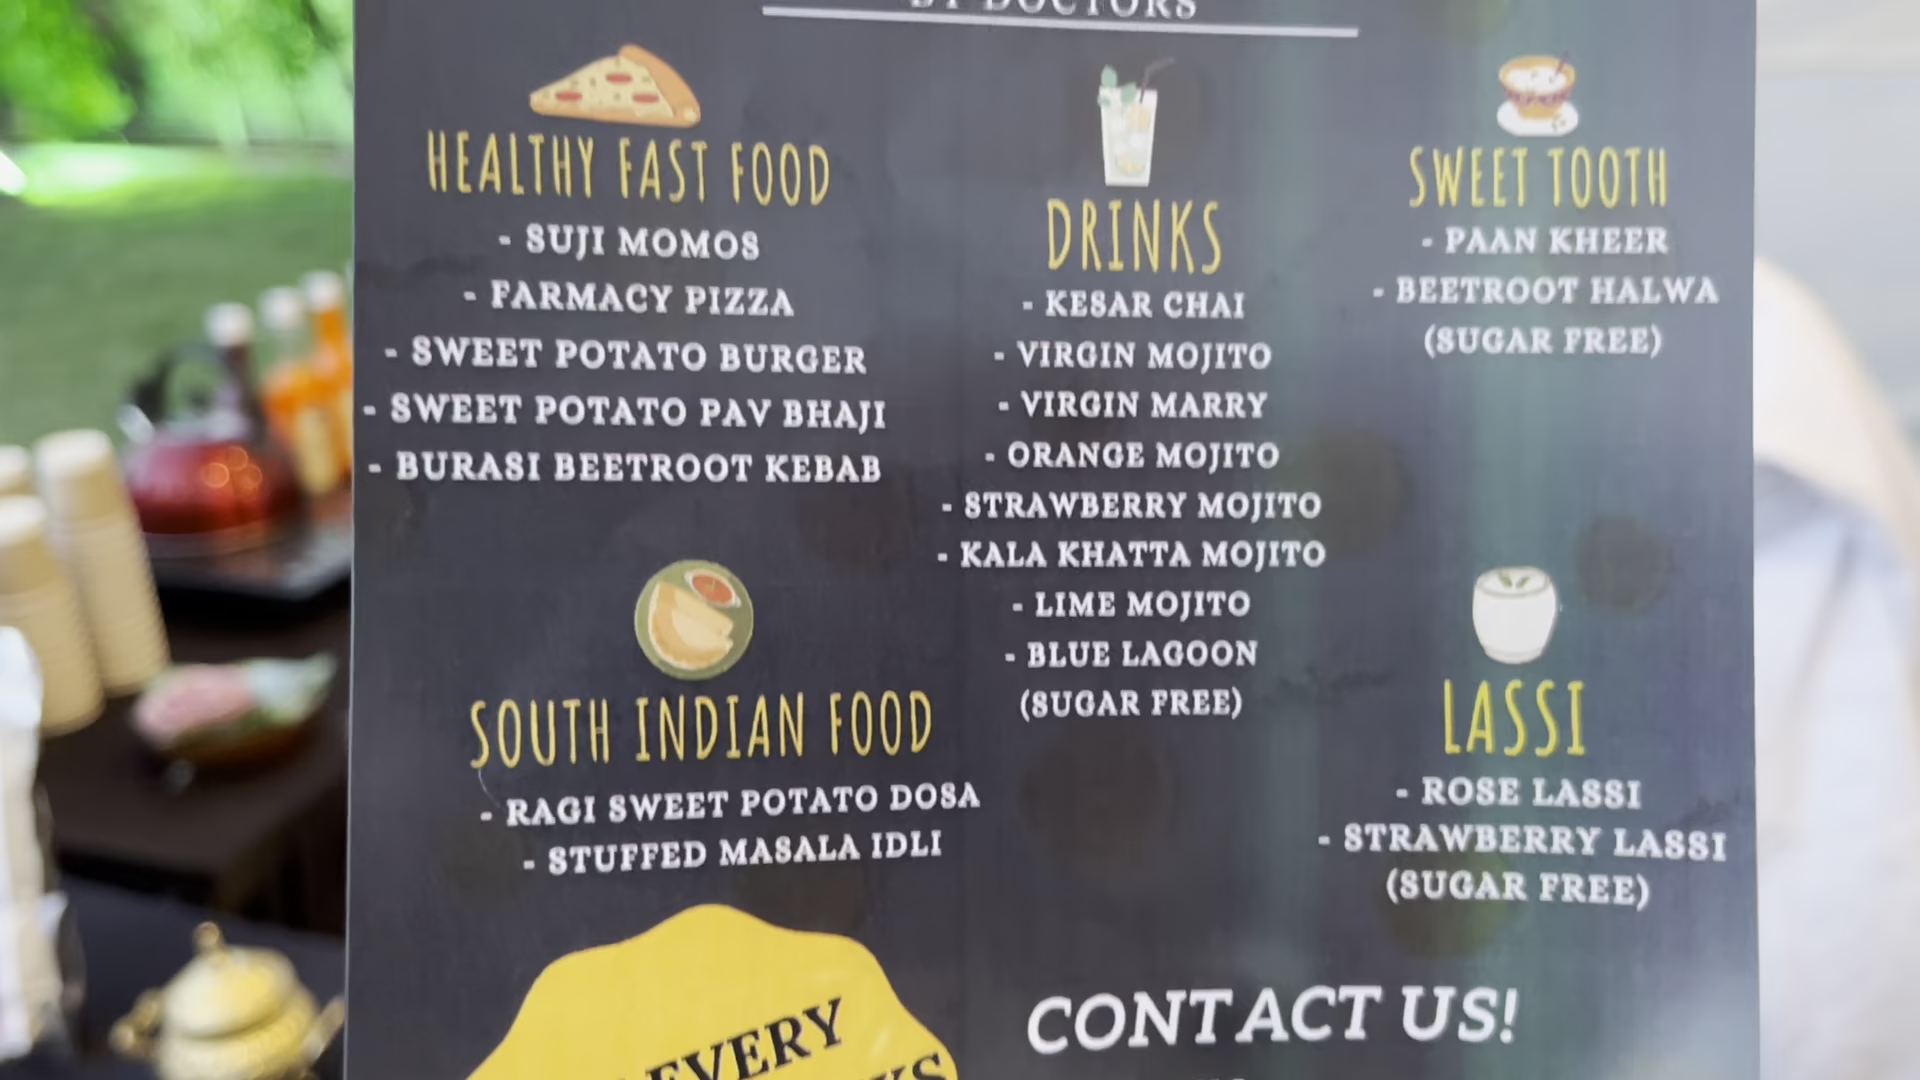 BY DOCTORS
HEALTHY FAST FOOD
- SUJI MOMOS
- FARMACY PIZZA
- SWEET POTATO BURGER
- SWEET POTATO PAV BHAJI
- BURASI BEETROOT KEBAB
SOUTH INDIAN FOOD
- RAGI SWEET POTATO DOSA
- STUFFED MASALA IDLI
DRINKS
- KESAR CHAI
- VIRGIN MOJITO
- VIRGIN MARRY
- ORANGE MOJITO
- STRAWBERRY MOJITO
- KALA KHATTA MOJITO
- LIME MOJITO
- BLUE LAGOON
(SUGAR FREE)
SWEET TOOTH
- PAAN KHEER
- BEETROOT HALWA
(SUGAR FREE)
LASSI
- ROSE LASSI
- STRAWBERRY LASSI
(SUGAR FREE)
EVERY
CONTACT US!